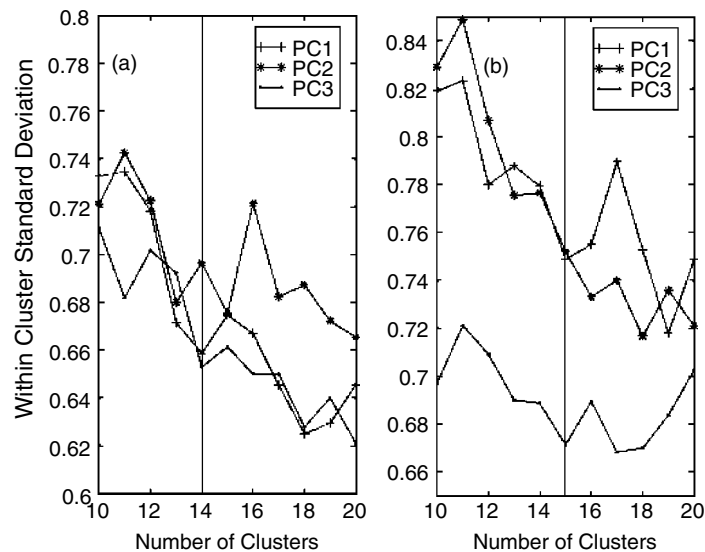 Within Cluster Standard Deviation
0.8
0.78
0.76
0.74
0.72
0.7
0.68
0.66
0.64
0.62
0.6
(a)
PC1
PC2
PC3
10 12 14 16 18 20
Number of Clusters
0.84
0.82
0.8
0.78
0.76
0.74
0.72
0.7
0.68
0.66
(b)
PC1
PC2
PC3
10 12 14 16 18 20
Number of Clusters